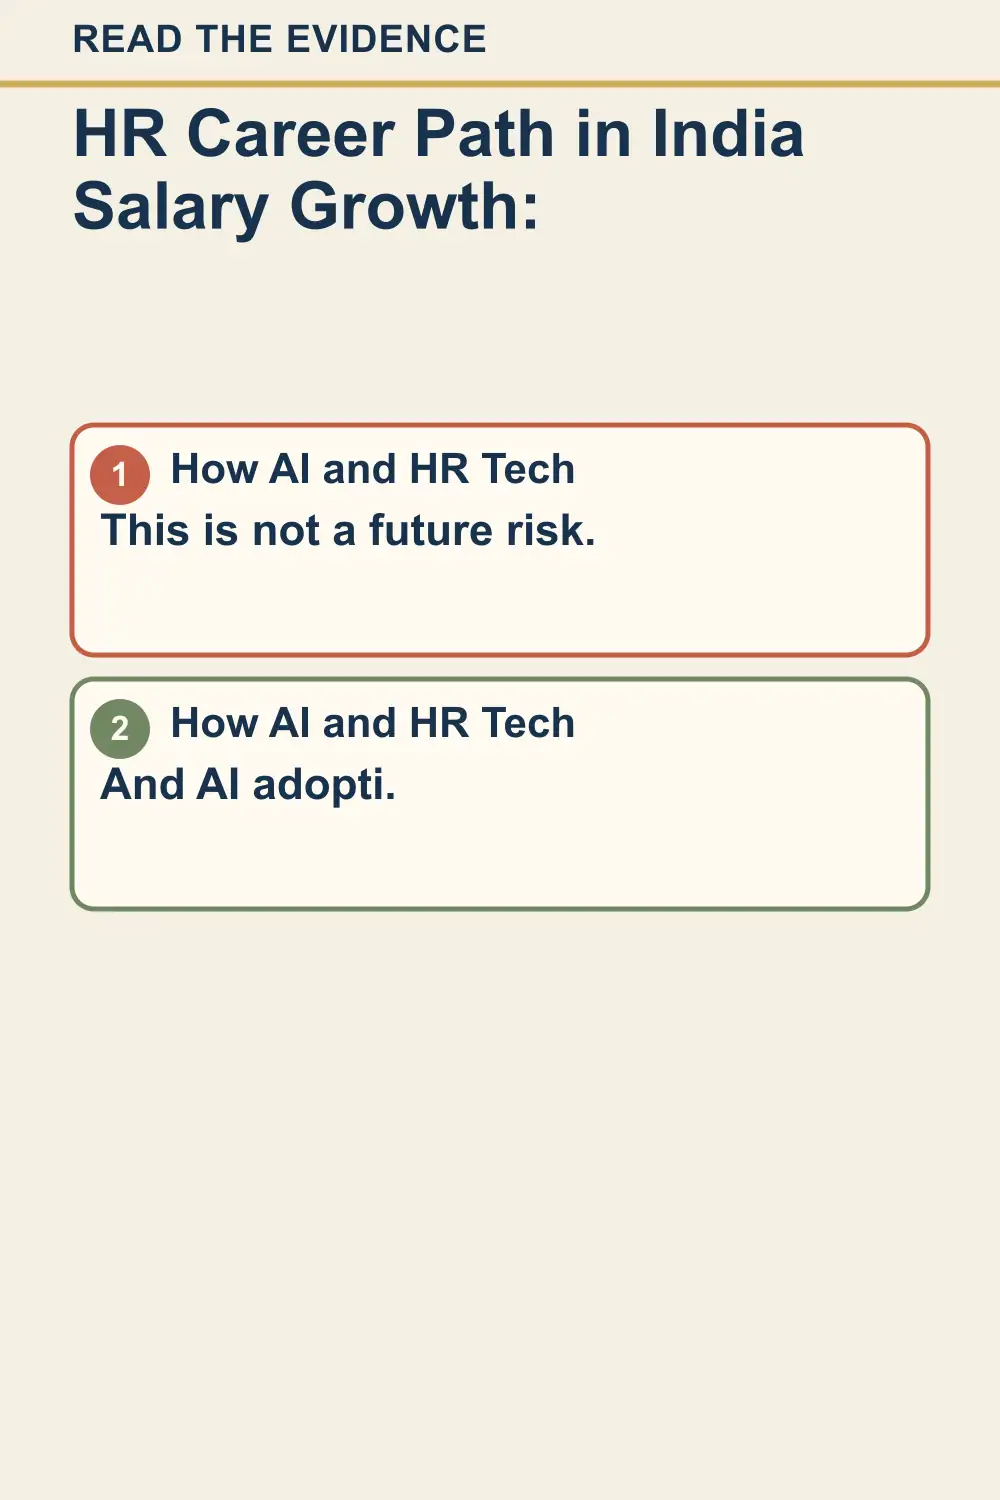 READ THE EVIDENCE
HR Career Path in India
Salary Growth:
1 How AI and HR Tech
This is not a future risk.
2 How AI and HR Tech
And AI adopti.